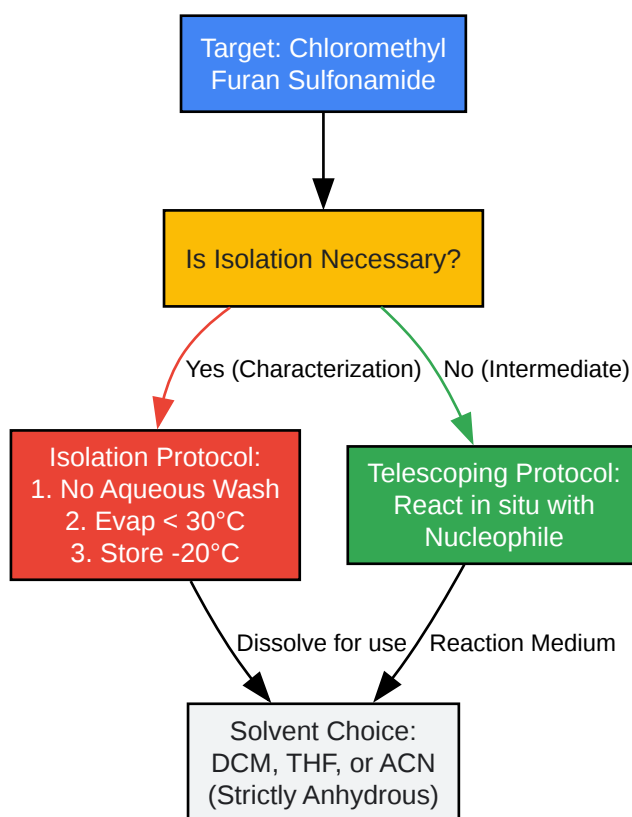 Target: Chloromethyl
Furan Sulfonamide
Is Isolation Necessary?
Yes (Characterization)
No (Intermediate)
Isolation Protocol:
1. No Aqueous Wash
2. Evap < 30°C
3. Store -20°C
Telescoping Protocol:
React in situ with
Nucleophile
Dissolve for use
Reaction Medium
Solvent Choice:
DCM, THF, or ACN
(Strictly Anhydrous)